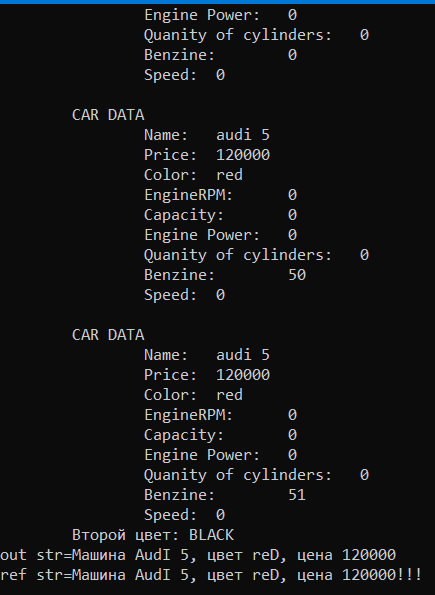 Engine Power: 0
Quanity of cylinders: 0
Benzine: 0
Speed: 0
CAR DATA
Name: audi 5
Price: 120000
Color: red
EngineRPM: 0
Capacity: 0
Engine Power: 0
Quanity of cylinders: 0
Benzine: 50
Speed: 0
CAR DATA
Name: audi 5
Price: 120000
Color: red
EngineRPM: 0
Capacity: 0
Engine Power: 0
Quanity of cylinders: 0
Benzine: 51
Speed: 0
Второй цвет: BLACK
out str=Машина AudI 5, цвет reD, цена 120000
ref str=Машина AudI 5, цвет reD, цена 120000!!!